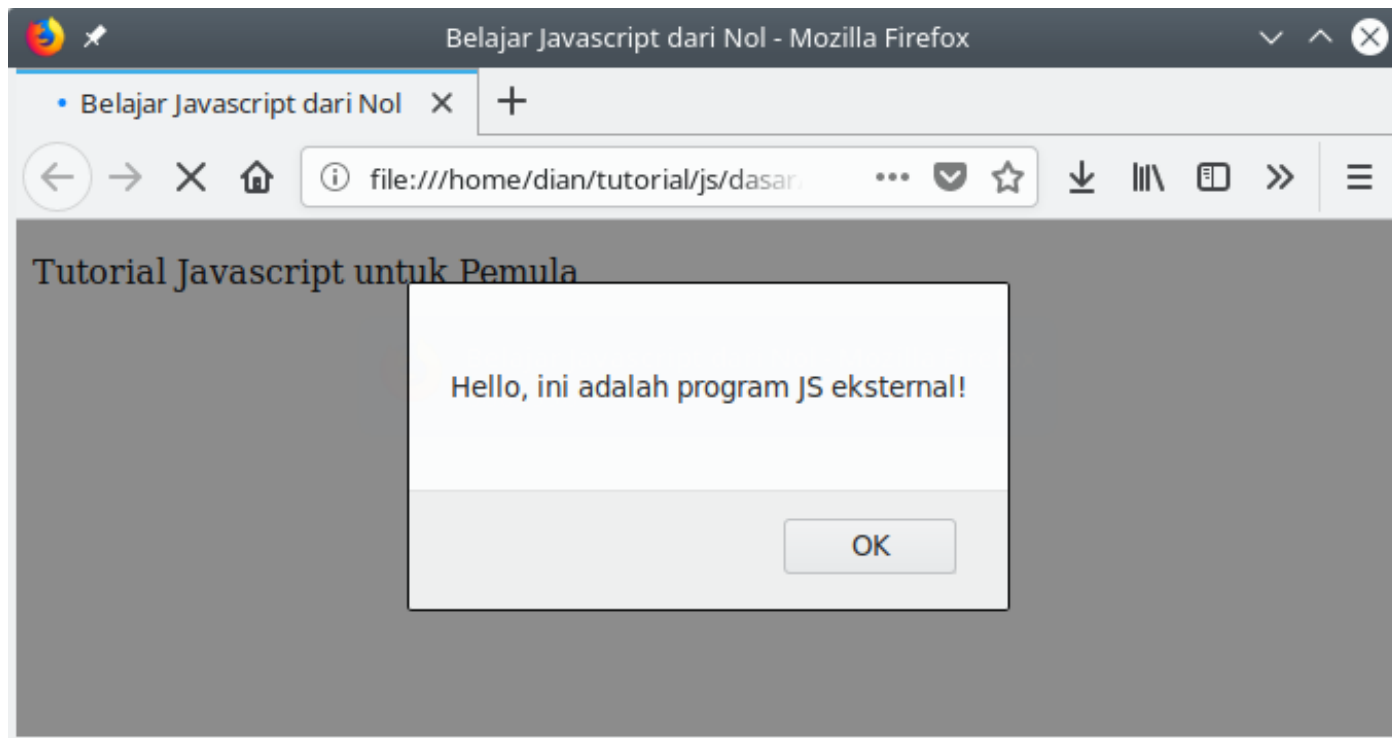 Belajar Javascript dari Nol - Mozilla Firefox
Belajar Javascript dari Nol
file:///home/dian/tutorial/js/dasar
Tutorial Javascript untuk Pemula
Hello, ini adalah program JS eksternal!
OK